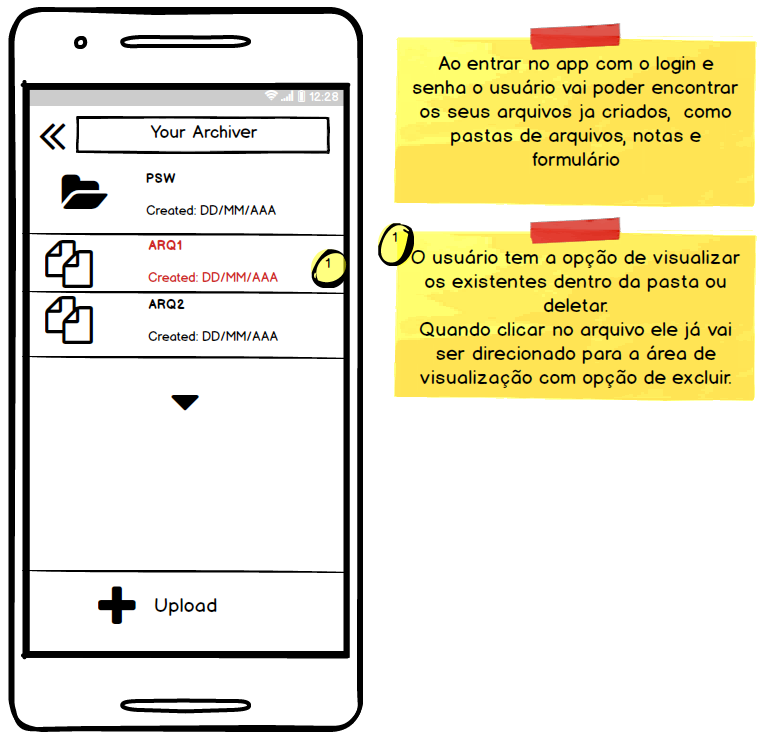 12:28
Your Archiver
PSW
Created: DD/MM/AAA
ARQ1
Created: DD/MM/AAA
1
ARQ2
Created: DD/MM/AAA
Upload
Ao entrar no app com o login e
senha o usuário vai poder encontrar
os seus arquivos ja criados, como
pastas de arquivos, notas e
formulário
1
O usuário tem a opção de visualizar
os existentes dentro da pasta ou
deletar.
Quando clicar no arquivo ele já vai
ser direcionado para a área de
visualização com opção de excluir.